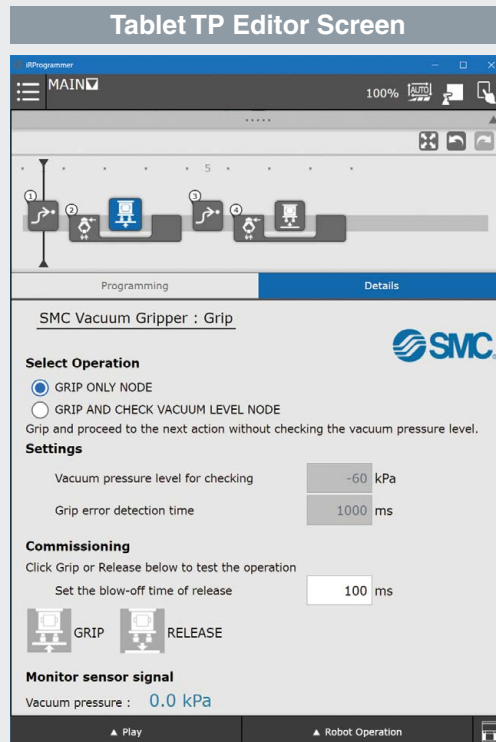 Tablet TP Editor Screen
iRProgrammer
MAIN
100% AUTO
5
1 2 3 4
Programming Details
SMC Vacuum Gripper : Grip
SMC
Select Operation
GRIP ONLY NODE
GRIP AND CHECK VACUUM LEVEL NODE
Grip and proceed to the next action without checking the vacuum pressure level.
Settings
Vacuum pressure level for checking -60 kPa
Grip error detection time 1000 ms
Commissioning
Click Grip or Release below to test the operation
Set the blow-off time of release 100 ms
GRIP RELEASE
Monitor sensor signal
Vacuum pressure : 0.0 kPa
▲ Play ▲ Robot Operation